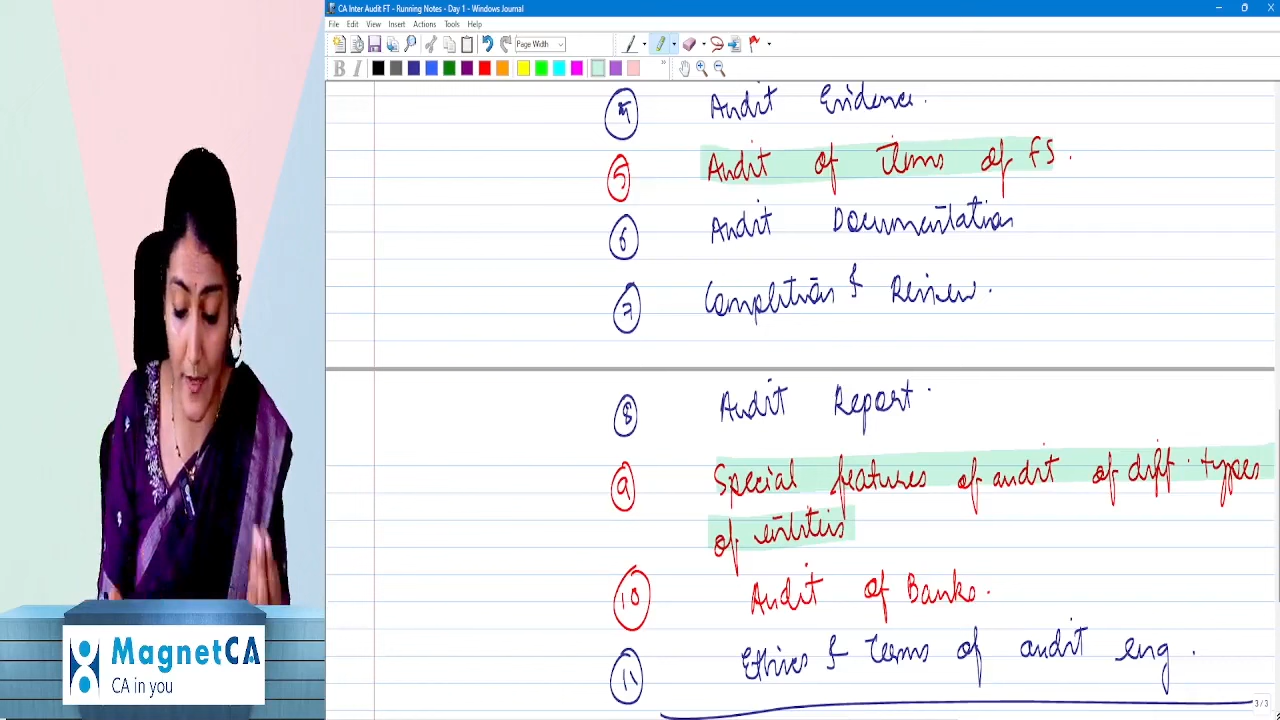 CA Inter Audit FT - Running Notes - Day 1 - Windows Journal
File Edit View Insert Actions Tools Help
Page Width
B I
4 Audit Evidence.
5 Audit of items of FS.
6 Audit Documentation
7 Completion & Review.
8 Audit Report.
9 Special features of audit of diff. types
of entities
10 Audit of Banks.
11 Ethics & Terms of audit eng.
3/3
MagnetCA
CA in you